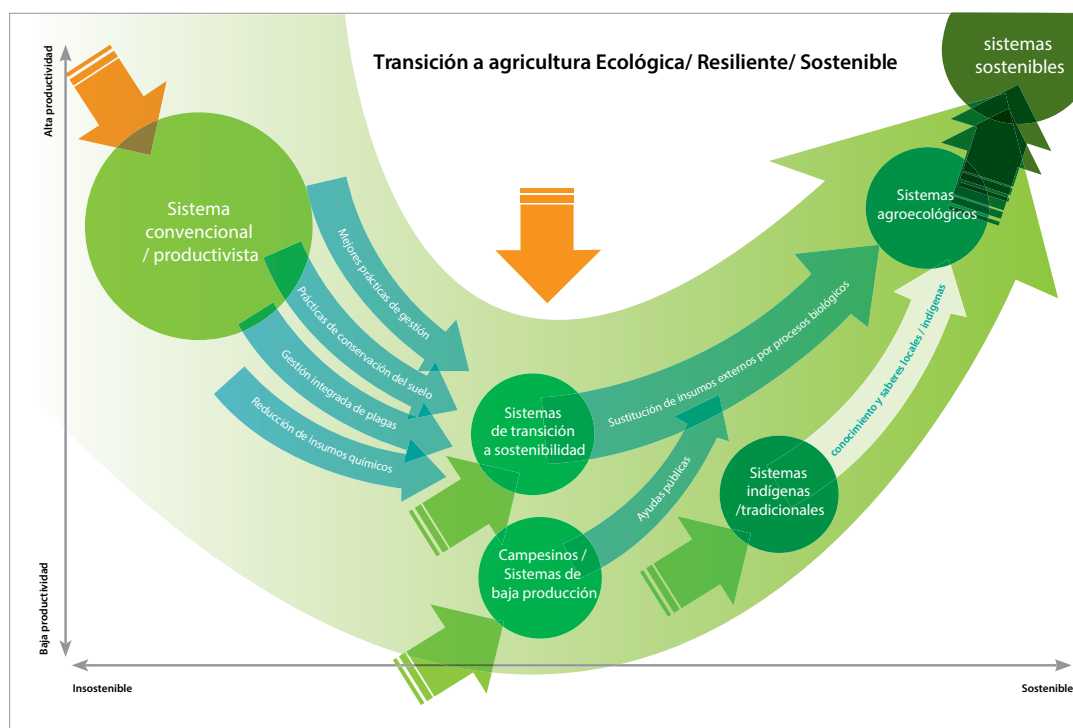 Transición a agricultura Ecológica/ Resiliente/ Sostenible
sistemas
sostenibles
Alta productividad
Sistema
convencional
/ productivista
Sistemas
agroecológicos
Mejores prácticas de gestión
Prácticas de conservación del suelo
Gestión integrada de plagas
Reducción de insumos químicos
Sistemas
de transición
a sostenibilidad
Sustitución de insumos externos por procesos biológicos
conocimiento y saberes locales / indígenas
Ayudas públicas
Sistemas
indígenas
/tradicionales
Campesinos /
Sistemas de
baja producción
Baja productividad
Insostenible
Sostenible